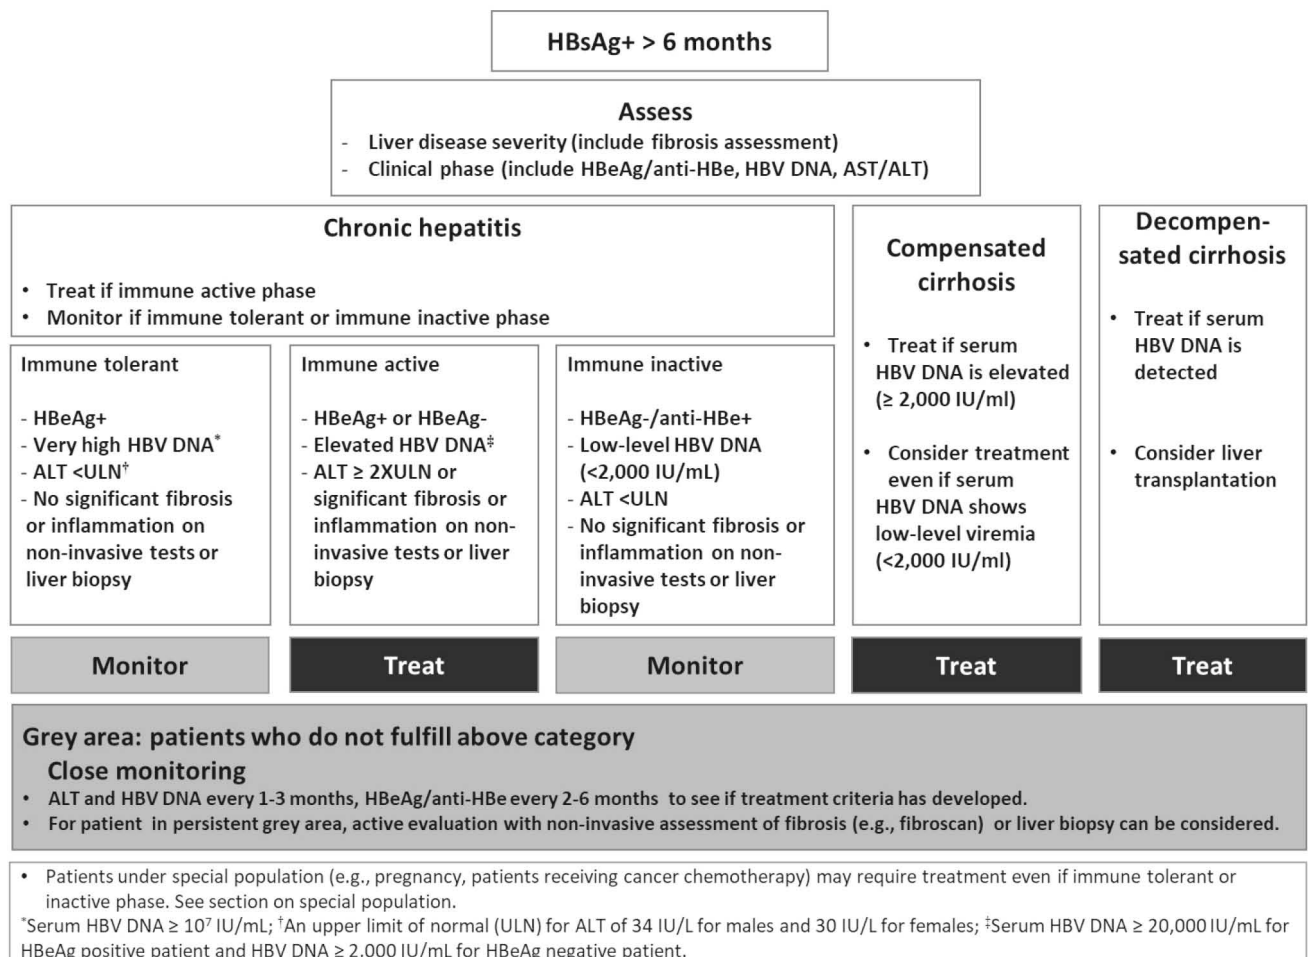 HBsAg+ > 6 months
Assess
- Liver disease severity (include fibrosis assessment)
- Clinical phase (include HBeAg/anti-HBe, HBV DNA, AST/ALT)
Chronic hepatitis
• Treat if immune active phase
• Monitor if immune tolerant or immune inactive phase
Immune tolerant
- HBeAg+
- Very high HBV DNA*
- ALT <ULN†
- No significant fibrosis
or inflammation on
non-invasive tests or
liver biopsy
Monitor
Immune active
- HBeAg+ or HBeAg-
- Elevated HBV DNA‡
- ALT ≥ 2XULN or
significant fibrosis or
inflammation on non-
invasive tests or liver
biopsy
Treat
Immune inactive
- HBeAg-/anti-HBe+
- Low-level HBV DNA
(<2,000 IU/mL)
- ALT <ULN
- No significant fibrosis or
inflammation on non-
invasive tests or liver
biopsy
Monitor
Compensated
cirrhosis
• Treat if serum
HBV DNA is elevated
(≥ 2,000 IU/ml)
• Consider treatment
even if serum
HBV DNA shows
low-level viremia
(<2,000 IU/ml)
Treat
Decompen-
sated cirrhosis
• Treat if serum
HBV DNA is
detected
• Consider liver
transplantation
Treat
Grey area: patients who do not fulfill above category
Close monitoring
• ALT and HBV DNA every 1-3 months, HBeAg/anti-HBe every 2-6 months to see if treatment criteria has developed.
• For patient in persistent grey area, active evaluation with non-invasive assessment of fibrosis (e.g., fibroscan) or liver biopsy can be considered.
• Patients under special population (e.g., pregnancy, patients receiving cancer chemotherapy) may require treatment even if immune tolerant or
inactive phase. See section on special population.
*Serum HBV DNA ≥ 10⁷ IU/mL; †An upper limit of normal (ULN) for ALT of 34 IU/L for males and 30 IU/L for females; ‡Serum HBV DNA ≥ 20,000 IU/mL for
HBeAg positive patient and HBV DNA ≥ 2,000 IU/mL for HBeAg negative patient.